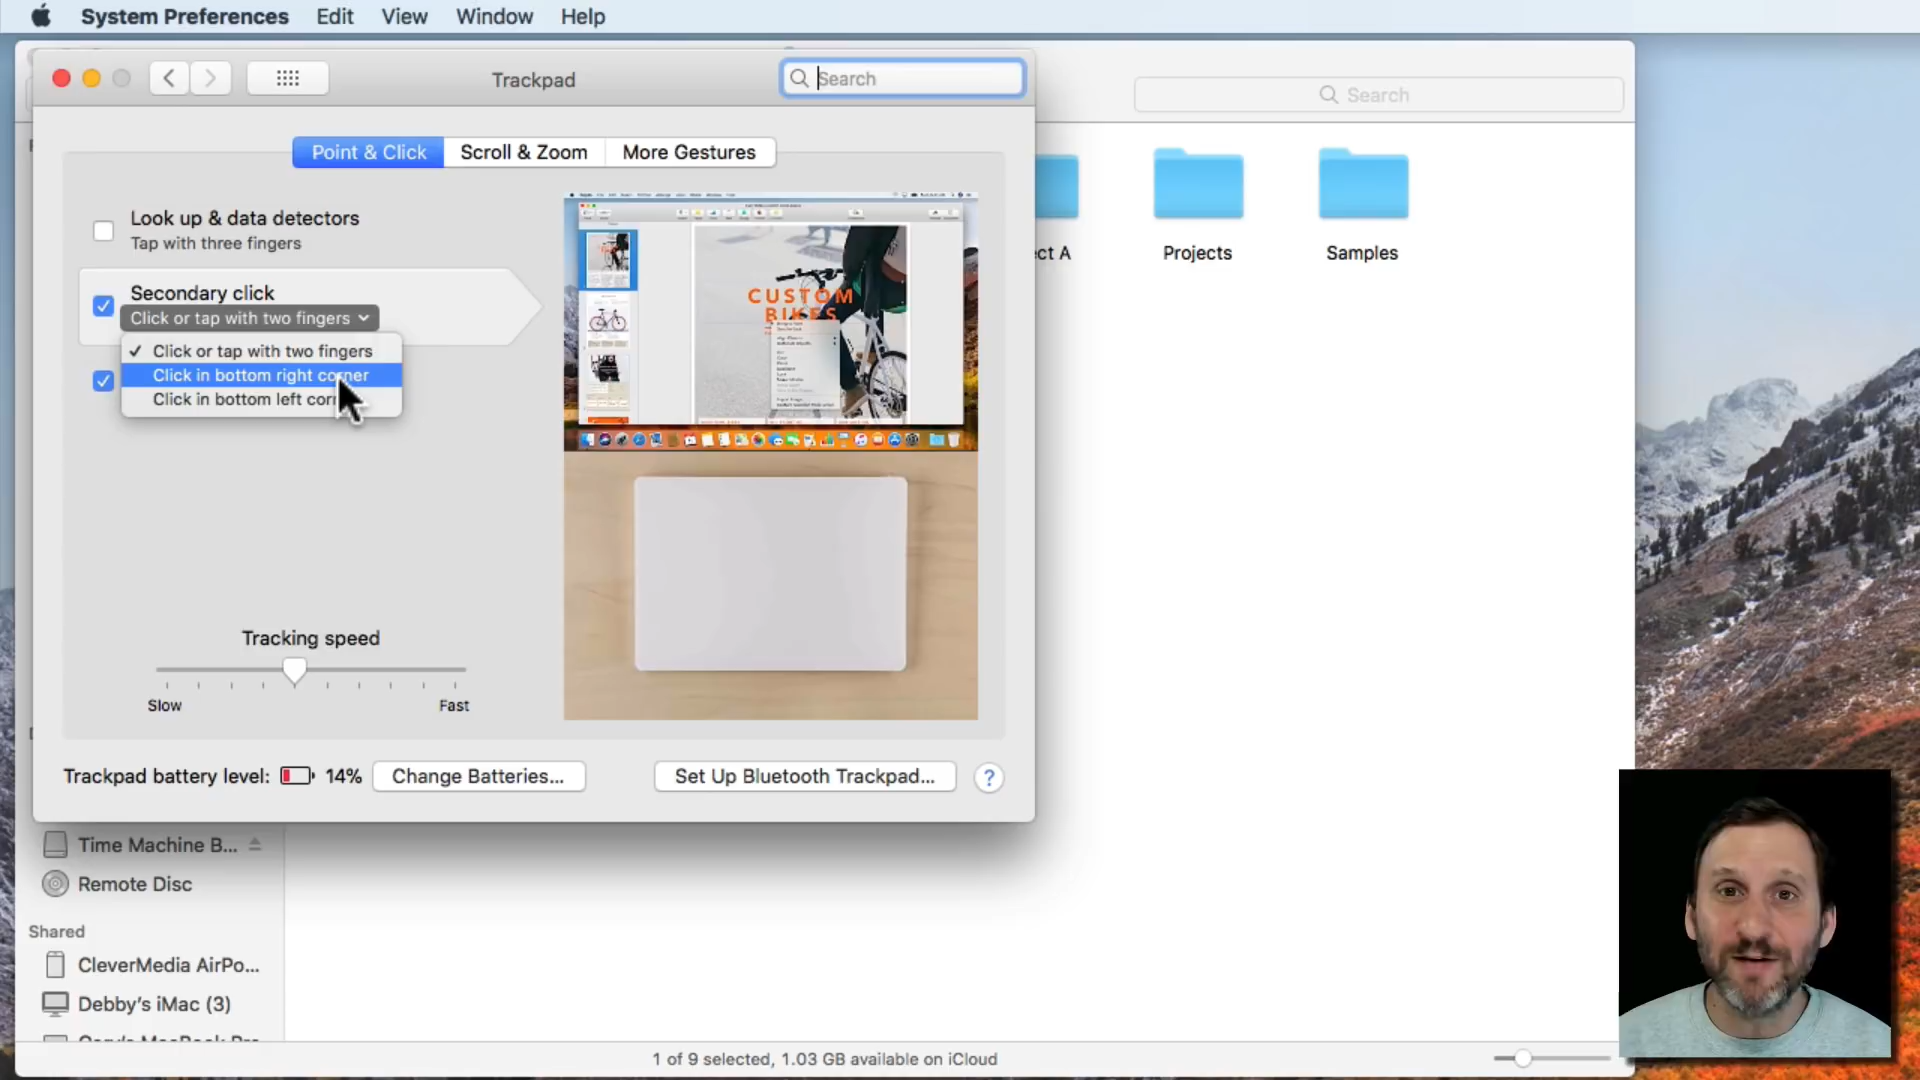 System Preferences Edit View Window Help
Trackpad
Search
Search
Point & Click Scroll & Zoom More Gestures
Look up & data detectors
Tap with three fingers
Secondary click
Click or tap with two fingers
Click or tap with two fingers
Click in bottom right corner
Click in bottom left
CUSTOM
BIKES
Tracking speed
Slow Fast
Trackpad battery level: 14% Change Batteries... Set Up Bluetooth Trackpad... ?
ct A
Projects
Samples
Time Machine B...
Remote Disc
Shared
CleverMedia AirPo...
Debby's iMac (3)
1 of 9 selected, 1.03 GB available on iCloud